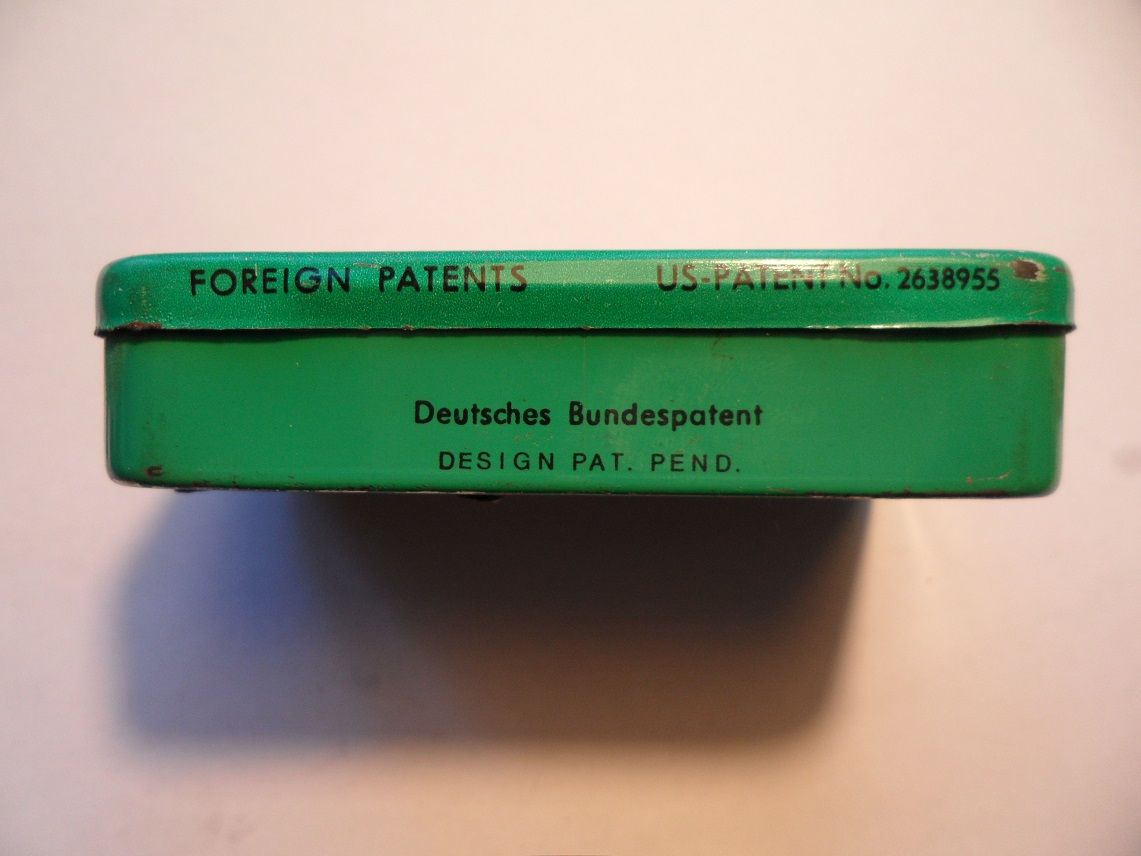 FOREIGN PATENTS US-PATENT No. 2638955
Deutsches Bundespatent
DESIGN PAT. PEND.